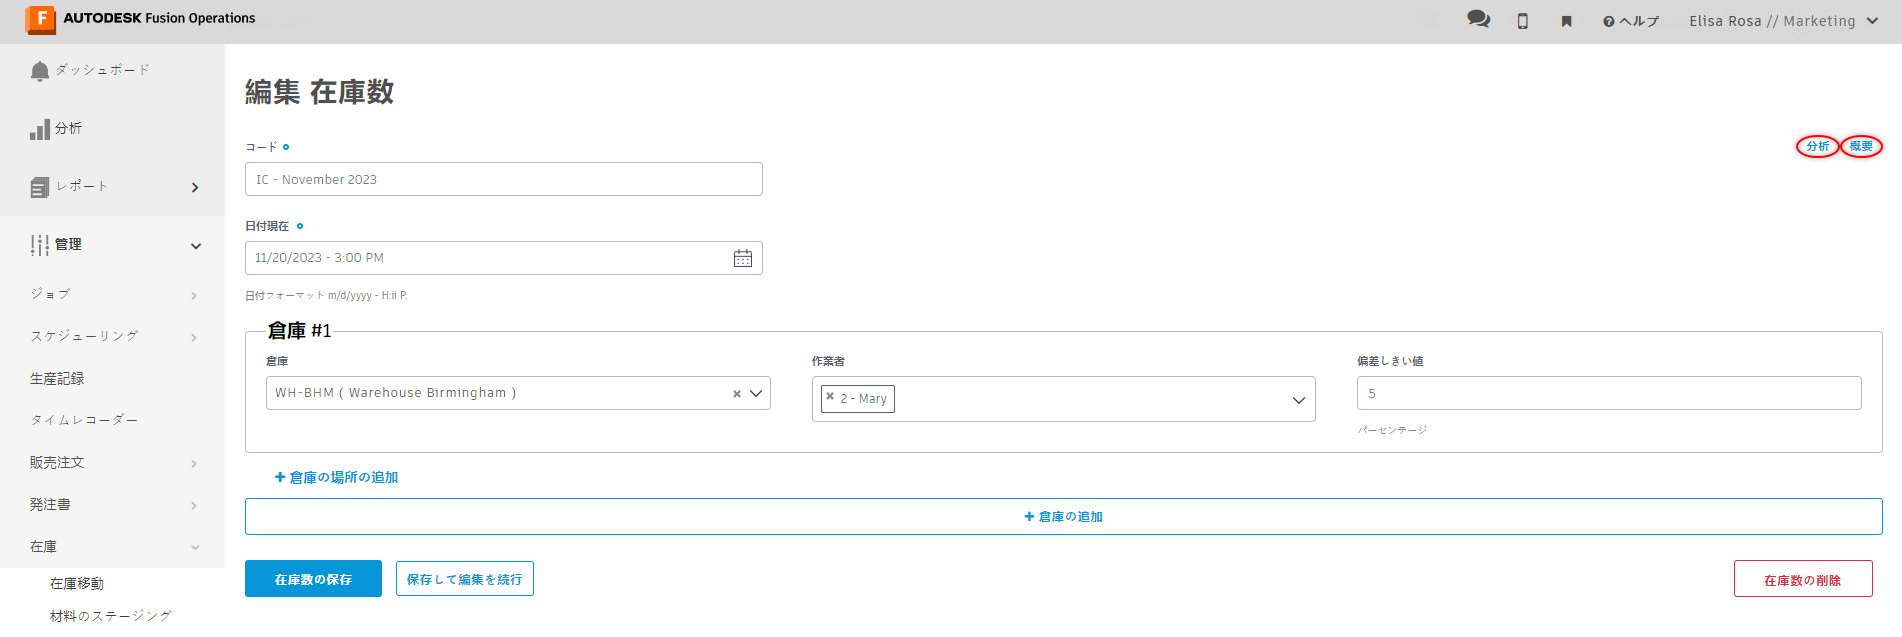 AUTODESK Fusion Operations
ヘルプ
Elisa Rosa // Marketing
ダッシュボード
分析
レポート
管理
ジョブ
スケジューリング
生産記録
タイムレコーダー
販売注文
発注書
在庫
在庫移動
材料のステージング
編集 在庫数
分析 概要
コード
IC - November 2023
日付現在
11/20/2023 - 3:00 PM
日付フォーマット m/d/yyyy - H:ii P.
倉庫 #1
倉庫
WH-BHM ( Warehouse Birmingham )
作業者
2 - Mary
偏差しきい値
5
パーセンテージ
+ 倉庫の場所の追加
+ 倉庫の追加
在庫数の保存
保存して編集を続行
在庫数の削除